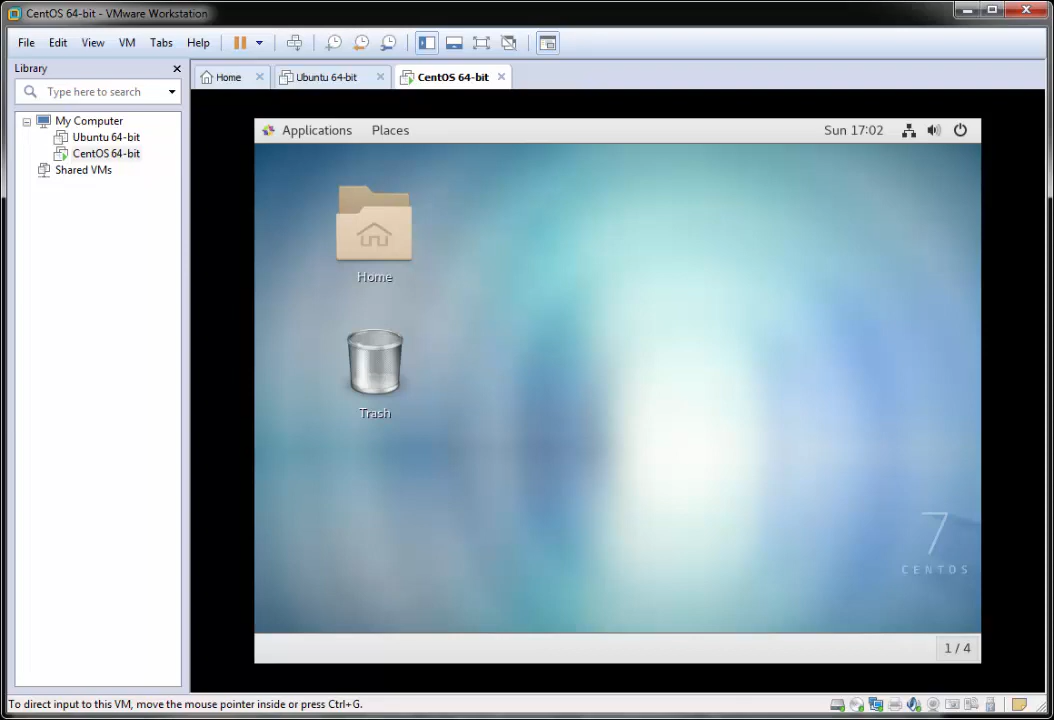 CentOS 64-bit - VMware Workstation
File Edit View VM Tabs Help
Library
Home Ubuntu 64-bit CentOS 64-bit
Type here to search
My Computer
Ubuntu 64-bit
CentOS 64-bit
Shared VMs
Applications Places Sun 17:02
Home
Trash
7
CENTOS
1 / 4
To direct input to this VM, move the mouse pointer inside or press Ctrl+G.